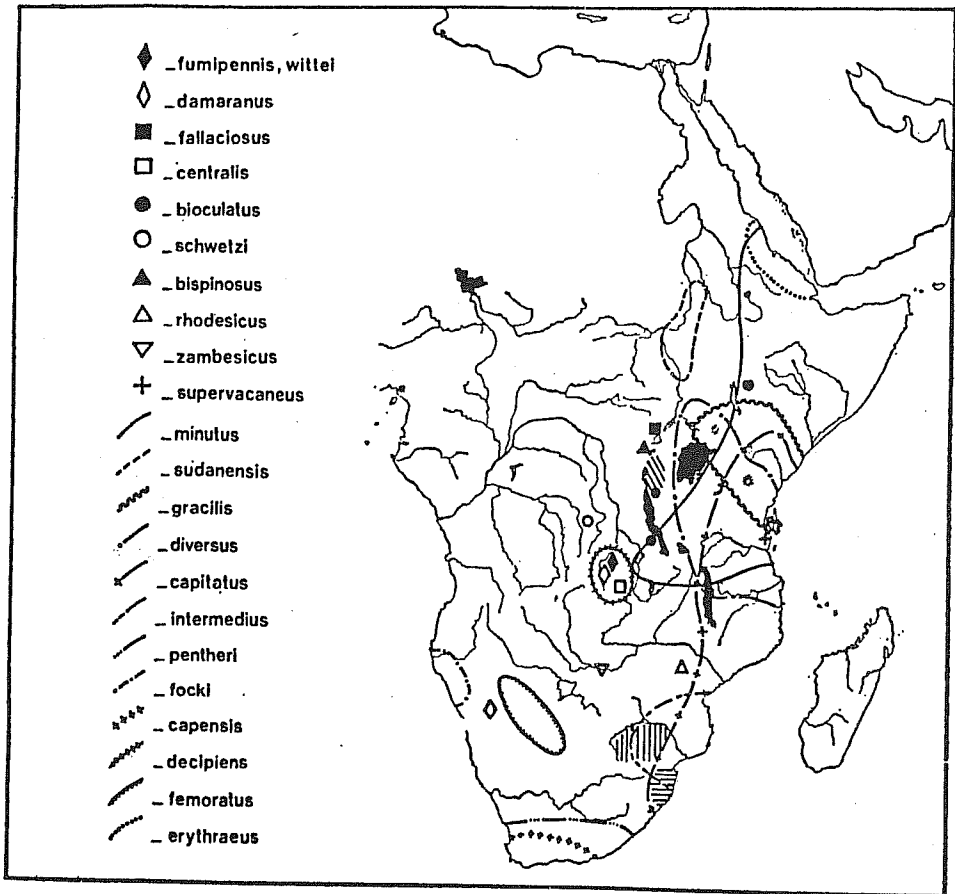 _fumipennis, wittei
_damaranus
_fallaciosus
_centralis
_bioculatus
_schwetzi
_bispinosus
_rhodesicus
_zambesicus
_supervacaneus
_minutus
_sudanensis
_gracilis
_diversus
_capitatus
_intermedius
_pentheri
_focki
_capensis
_decipiens
_femoratus
_erythraeus